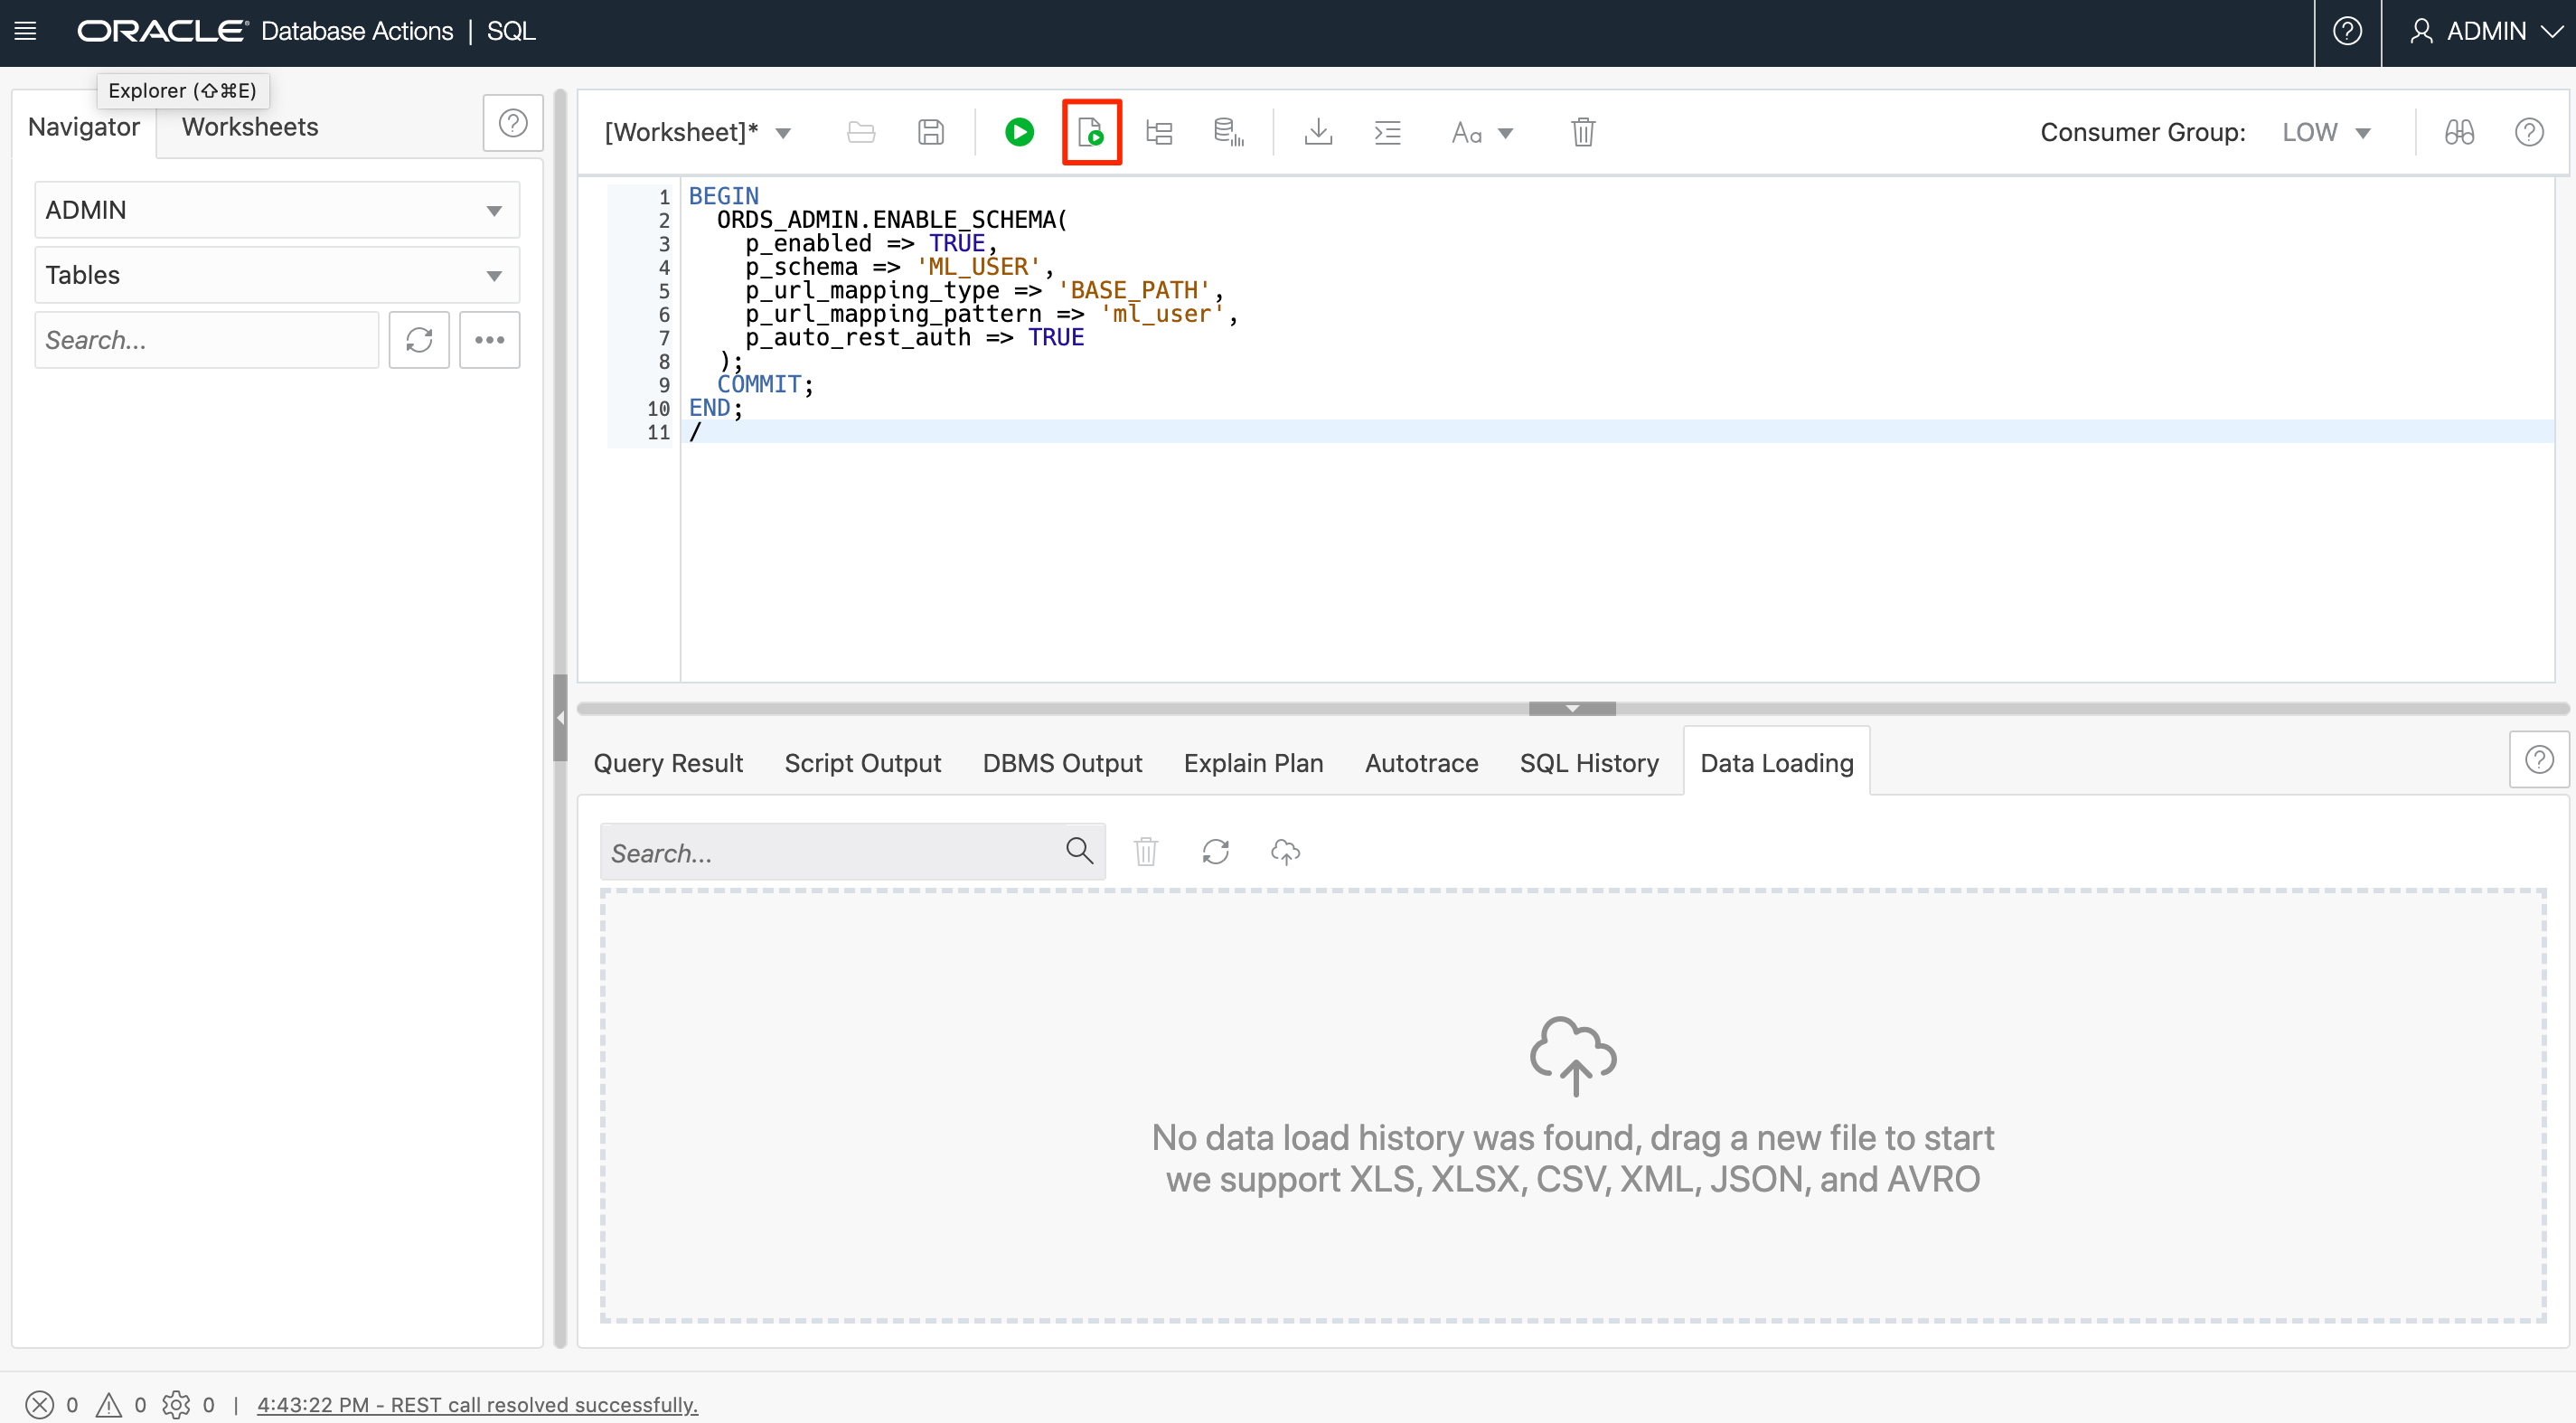 ORACLE Database Actions | SQL
ADMIN
Explorer (⇧⌘E)
Navigator
Worksheets
ADMIN
Tables
Search...
[Worksheet]*
Aa
Consumer Group: LOW
1 BEGIN
2 ORDS_ADMIN.ENABLE_SCHEMA(
3 p_enabled => TRUE,
4 p_schema => 'ML_USER',
5 p_url_mapping_type => 'BASE_PATH',
6 p_url_mapping_pattern => 'ml_user',
7 p_auto_rest_auth => TRUE
8 );
9 COMMIT;
10 END;
11 /
Query Result
Script Output
DBMS Output
Explain Plan
Autotrace
SQL History
Data Loading
Search...
No data load history was found, drag a new file to start
we support XLS, XLSX, CSV, XML, JSON, and AVRO
0 0 0 | 4:43:22 PM - REST call resolved successfully.